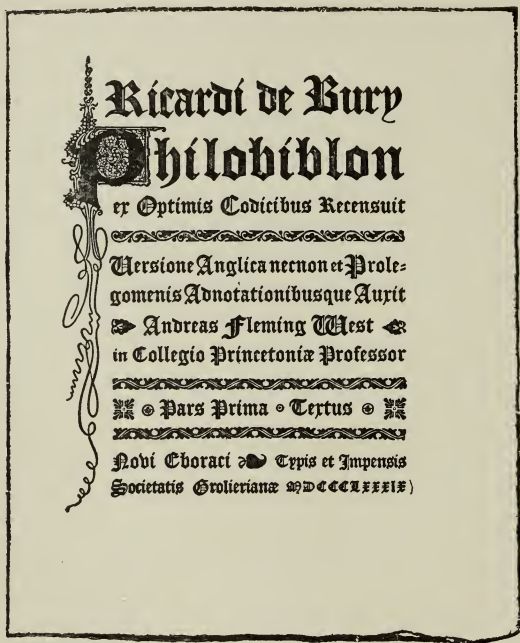 Ricardi de Bury
Philobiblon
ex Optimis Codicibus Recensuit
Versione Anglica necnon et Prole=
gomenis Adnotationibusque Auxit
Andreas Fleming West
in Collegio Princetoniæ Professor
Pars Prima • Textus
Novi Eboraci Typis et Impensis
Societatis Grolierianæ MDCCCLXXXIX)